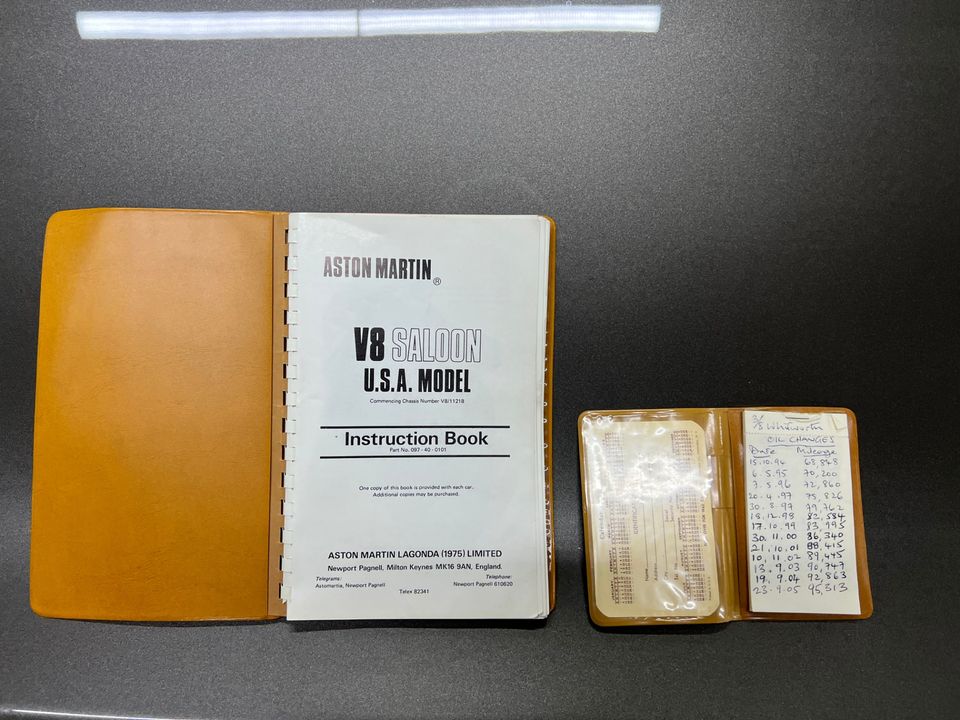 ASTON MARTIN ®
V8 SALOON
U.S.A. MODEL
Commencing Chassis Number V8/11218
Instruction Book
Part No. 097-40-0101
One copy of this book is provided with each car.
Additional copies may be purchased.
ASTON MARTIN LAGONDA (1975) LIMITED
Newport Pagnell, Milton Keynes MK16 9AN, England.
Telegrams: Telephone:
Astomartia, Newport Pagnell Newport Pagnell 610620
Telex 82341
3/8 Whitworth
OIL CHANGES
Date Mileage
15.10.94 68,848
6.5.95 70,200
7.5.96 72,860
20.4.97 75,826
30.8.97 79,762
18.12.98 82,584
17.10.99 83,995
30.11.00 86,340
21.10.01 88,415
10.11.02 89,445
13.9.03 90,747
19.9.04 92,863
23.9.05 95,313